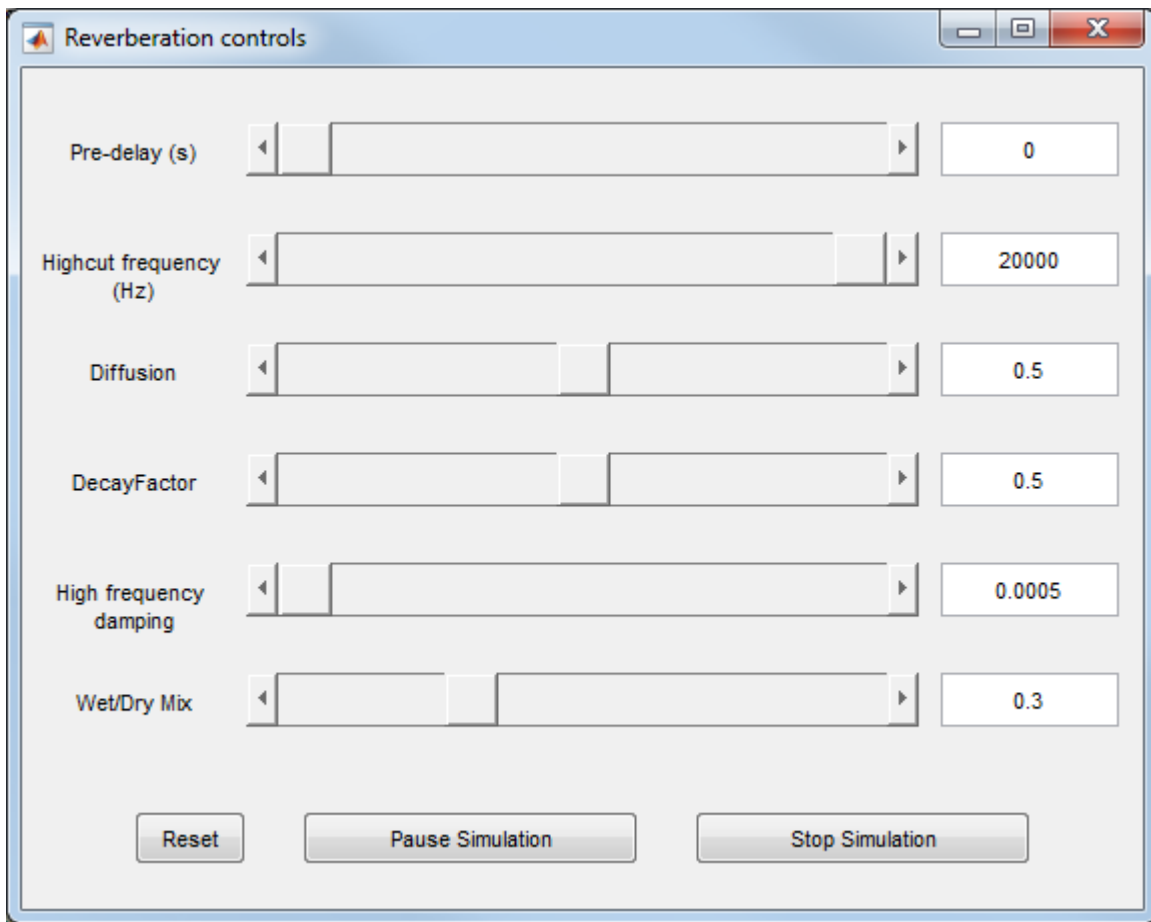 Reverberation controls
Pre-delay (s)
0
Highcut frequency
(Hz)
20000
Diffusion
0.5
DecayFactor
0.5
High frequency
damping
0.0005
Wet/Dry Mix
0.3
Reset
Pause Simulation
Stop Simulation